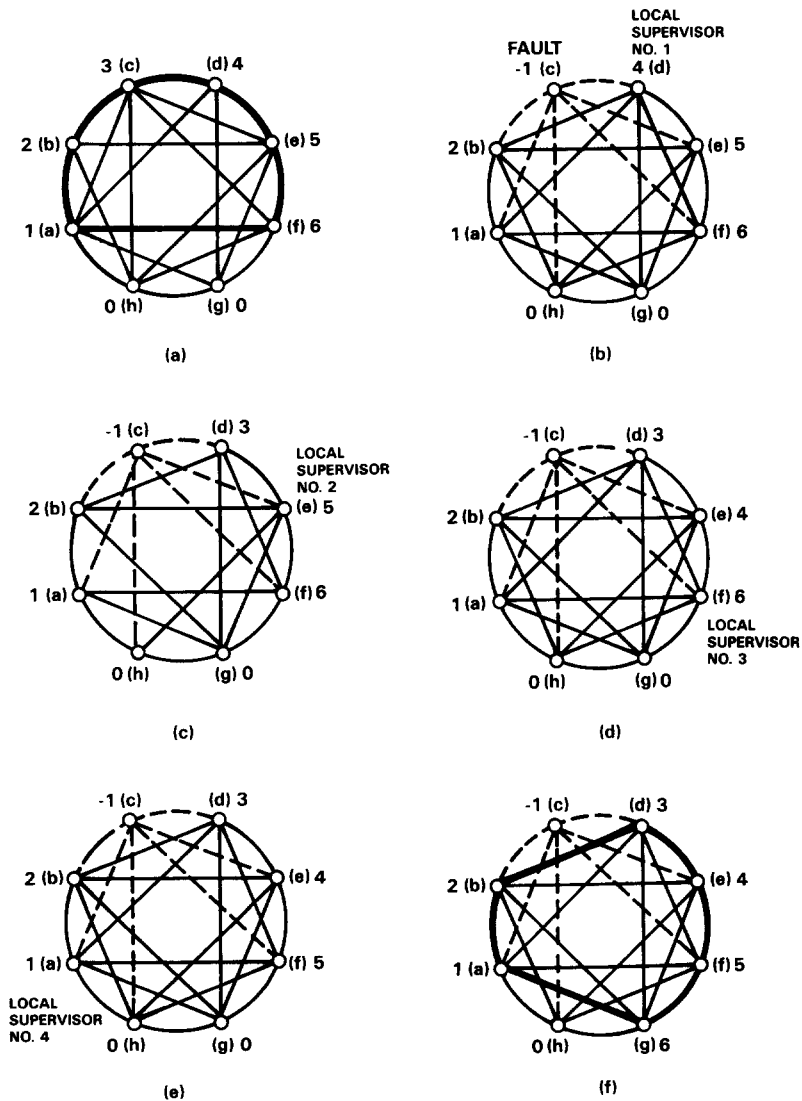 3 (c) (d) 4
2 (b) (e) 5
1 (a) (f) 6
0 (h) (g) 0
(a)
LOCAL
SUPERVISOR
NO. 1
FAULT
-1 (c) 4 (d)
2 (b) (e) 5
1 (a) (f) 6
0 (h) (g) 0
(b)
-1 (c) (d) 3
LOCAL
SUPERVISOR
NO. 2
2 (b) (e) 5
1 (a) (f) 6
0 (h) (g) 0
(c)
-1 (c) (d) 3
2 (b) (e) 4
1 (a) (f) 6
LOCAL
SUPERVISOR
NO. 3
0 (h) (g) 0
(d)
-1 (c) (d) 3
2 (b) (e) 4
1 (a) (f) 5
LOCAL
SUPERVISOR
NO. 4
0 (h) (g) 0
(e)
-1 (c) (d) 3
2 (b) (e) 4
1 (a) (f) 5
0 (h) (g) 6
(f)